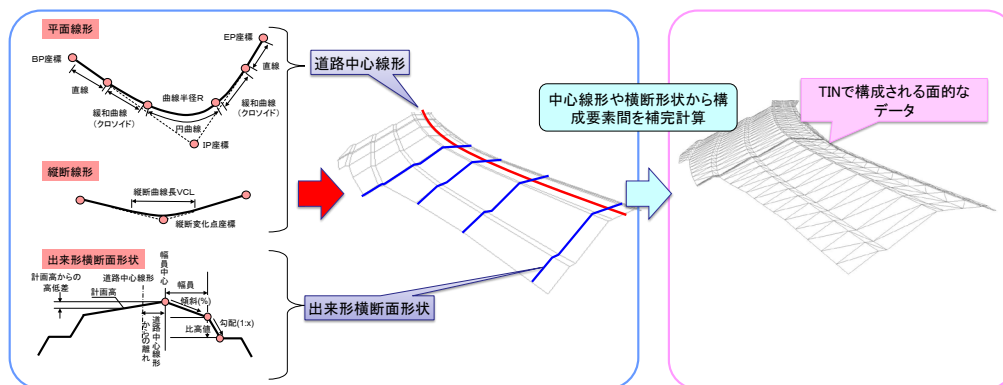 平面線形
BP座標
EP座標
直線
曲線半径R
直線
緩和曲線
(クロソイド)
緩和曲線
(クロソイド)
円曲線
IP座標
縦断線形
縦断曲線長VCL
縦断変化点座標
出来形横断面形状
計画高からの
高低差
計画高
道路中心線形
幅員中心
幅員
傾斜(%)
勾配(1:x)
比高値
道路中心線形
からの離れ
道路中心線形
出来形横断面形状
中心線形や横断形状から構
成要素間を補完計算
TINで構成される面的な
データ